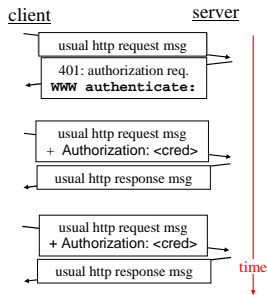 client
server
usual http request msg
401: authorization req.
WWW authenticate:
usual http request msg
+ Authorization: <cred>
usual http response msg
usual http request msg
+ Authorization: <cred>
usual http response msg
time